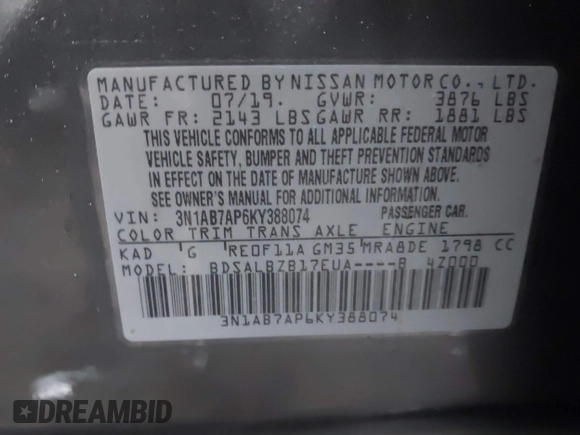 MANUFACTURED BY NISSAN MOTOR CO., LTD.
DATE: 07/19. GVWR: 3876 LBS
GAWR FR: 2143 LBS GAWR RR: 1881 LBS
THIS VEHICLE CONFORMS TO ALL APPLICABLE FEDERAL MOTOR
VEHICLE SAFETY, BUMPER AND THEFT PREVENTION STANDARDS
IN EFFECT ON THE DATE OF MANUFACTURE SHOWN ABOVE.
SEE OWNER'S MANUAL FOR ADDITIONAL INFORMATION.
VIN: 3N1AB7AP6KY388074 PASSENGER CAR.
COLOR TRIM TRANS AXLE ENGINE
KAD G RE0F11A GM35 MRA8DE 1798 CC
MODEL: BDSALBZB17EUA----B 4Z000
3N1AB7AP6KY388074
DREAMBID